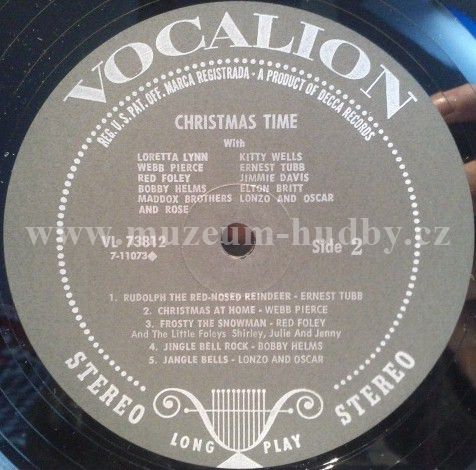 VOCALION
REG. U.S. PAT. OFF. MARCA REGISTRADA - A PRODUCT OF DECCA RECORDS
CHRISTMAS TIME
With
LORETTA LYNN KITTY WELLS
WEBB PIERCE ERNEST TUBB
RED FOLEY JIMMIE DAVIS
BOBBY HELMS ELTON BRITT
MADDOX BROTHERS LONZO AND OSCAR
AND ROSE
www.muzeum-hudby.cz
VL 73812 Side 2
7-11073◆
1. RUDOLPH THE RED-NOSED REINDEER - ERNEST TUBB
2. CHRISTMAS AT HOME - WEBB PIERCE
3. FROSTY THE SNOWMAN - RED FOLEY
And The Little Foleys Shirley, Julie And Jenny
4. JINGLE BELL ROCK - BOBBY HELMS
5. JANGLE BELLS - LONZO AND OSCAR
STEREO LONG PLAY STEREO